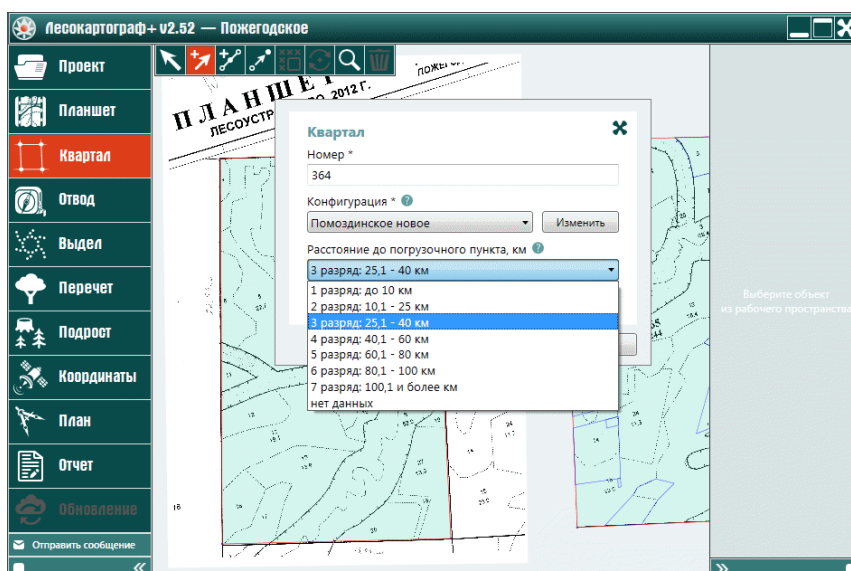 Лесокартограф+ v2.52 — Пожегодское
Проект
Планшет
Квартал
Отвод
Выдел
Перечет
Подрост
Координаты
План
Отчет
Обновление
Отправить сообщение
ПЛАНШЕТ
ЛЕСОУСТР
2012 Г.
Квартал
Номер *
364
Конфигурация * ?
Помоздинское новое
Изменить
Расстояние до погрузочного пункта, км ?
3 разряд: 25,1 - 40 км
1 разряд: до 10 км
2 разряд: 10,1 - 25 км
3 разряд: 25,1 - 40 км
4 разряд: 40,1 - 60 км
5 разряд: 60,1 - 80 км
6 разряд: 80,1 - 100 км
7 разряд: 100,1 и более км
нет данных
Выберите объект
из рабочего пространства